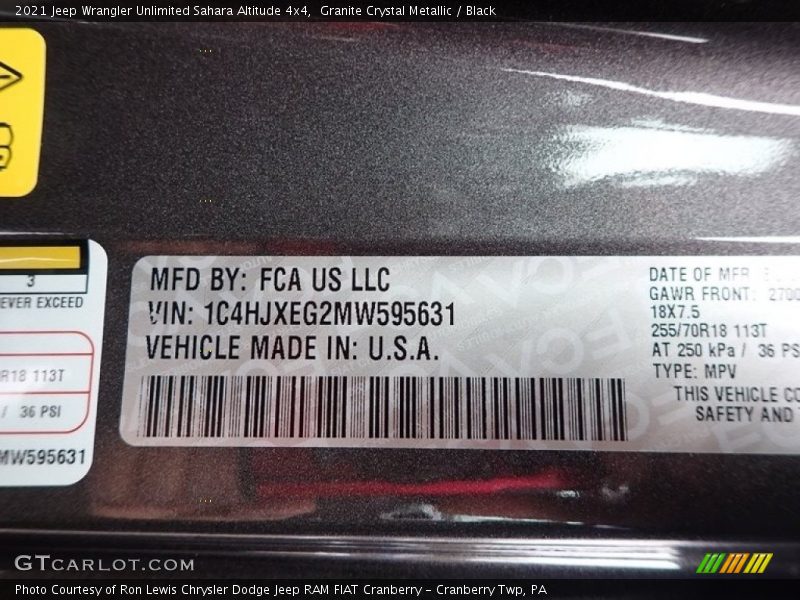 2021 Jeep Wrangler Unlimited Sahara Altitude 4x4,  Granite Crystal Metallic / Black
3
EVER EXCEED
R18 113T
/ 36 PSI
MW595631
MFD BY: FCA US LLC
VIN: 1C4HJXEG2MW595631
VEHICLE MADE IN: U.S.A.
DATE OF MFR
GAWR FRONT: 2700
18X7.5
255/70R18 113T
AT 250 kPa / 36 PS
TYPE: MPV
THIS VEHICLE CO
SAFETY AND
GTCARLOT.COM
Photo Courtesy of Ron Lewis Chrysler Dodge Jeep RAM FIAT Cranberry – Cranberry Twp, PA